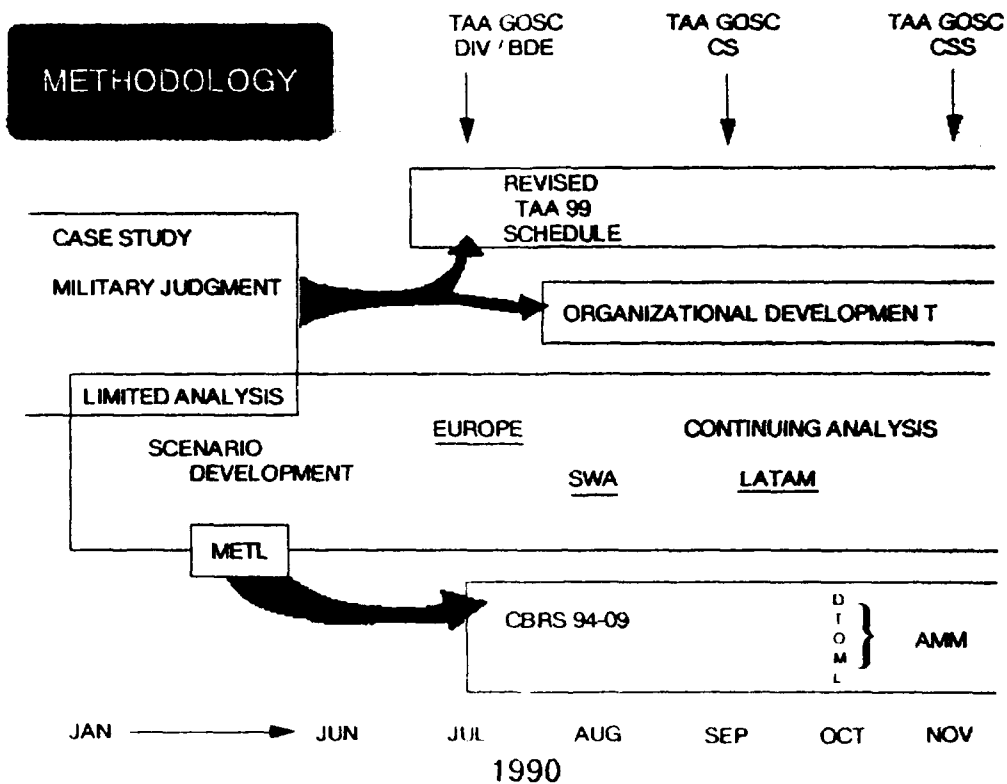 METHODOLOGY
TAA GOSC
DIV / BDE
TAA GOSC
CS
TAA GOSC
CSS
REVISED
TAA 99
SCHEDULE
CASE STUDY
MILITARY JUDGMENT
ORGANIZATIONAL DEVELOPMEN T
LIMITED ANALYSIS
SCENARIO
DEVELOPMENT
EUROPE
CONTINUING ANALYSIS
SWA
LATAM
METL
CBRS 94-09
D
T
O
M
L
}
AMM
JAN
JUN
JUL
AUG
SEP
OCT
NOV
1990